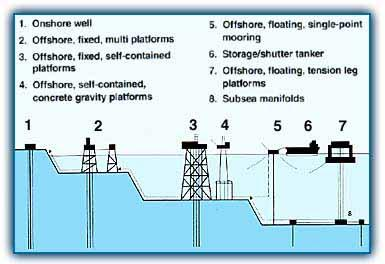 1. Onshore well
2. Offshore, fixed, multi platforms
3. Offshore, fixed, self-contained
platforms
4. Offshore, self-contained,
concrete gravity platforms
5. Offshore, floating, single-point
mooring
6. Storage/shutter tanker
7. Offshore, floating, tension leg
platforms
8. Subsea manifolds
1 2 3 4 5 6 7
8